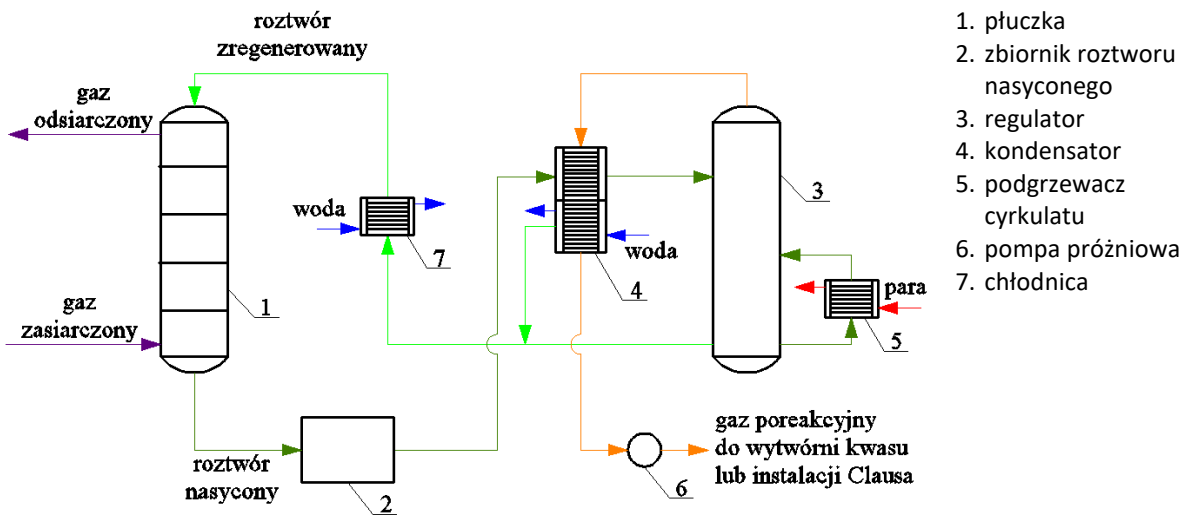 roztwór
zregenerowany
gaz
odsiarczony
woda
7
gaz
zasiarczony
1
roztwór
nasycony
2
woda
4
3
para
5
6
gaz poreakcyjny
do wytwórni kwasu
lub instalacji Clausa
1. płuczka
2. zbiornik roztworu
nasyconego
3. regulator
4. kondensator
5. podgrzewacz
cyrkulatu
6. pompa próżniowa
7. chłodnica